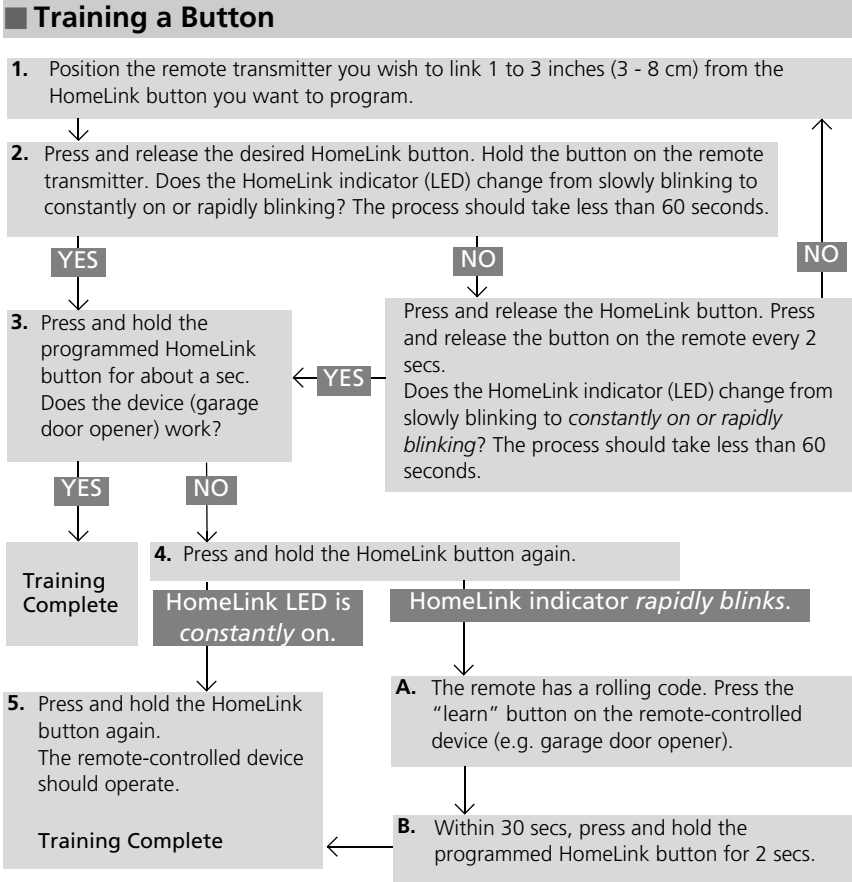 Training a Button
1. Position the remote transmitter you wish to link 1 to 3 inches (3 - 8 cm) from the
HomeLink button you want to program.
2. Press and release the desired HomeLink button. Hold the button on the remote
transmitter. Does the HomeLink indicator (LED) change from slowly blinking to
constantly on or rapidly blinking? The process should take less than 60 seconds.
YES
NO
NO
3. Press and hold the
programmed HomeLink
button for about a sec.
Does the device (garage
door opener) work?
YES
Press and release the HomeLink button. Press
and release the button on the remote every 2
secs.
Does the HomeLink indicator (LED) change from
slowly blinking to constantly on or rapidly
blinking? The process should take less than 60
seconds.
YES
NO
Training
Complete
4. Press and hold the HomeLink button again.
HomeLink LED is
constantly on.
HomeLink indicator rapidly blinks.
5. Press and hold the HomeLink
button again.
The remote-controlled device
should operate.
Training Complete
A. The remote has a rolling code. Press the
“learn” button on the remote-controlled
device (e.g. garage door opener).
B. Within 30 secs, press and hold the
programmed HomeLink button for 2 secs.